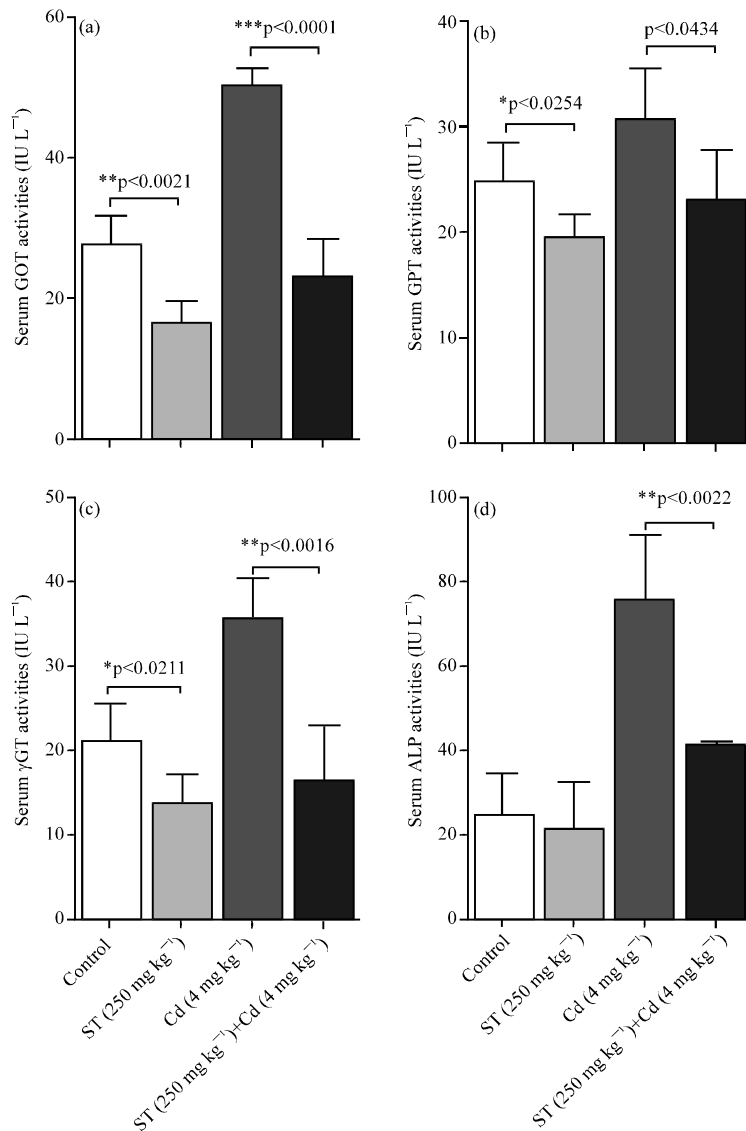 (a)
***p<0.0001
**p<0.0021
Serum GOT activities (IU L⁻¹)
60
40
20
0
(b)
p<0.0434
*p<0.0254
Serum GPT activities (IU L⁻¹)
40
30
20
10
0
(c)
**p<0.0016
*p<0.0211
Serum γGT activities (IU L⁻¹)
50
40
30
20
10
0
Control
ST (250 mg kg⁻¹)
Cd (4 mg kg⁻¹)
ST (250 mg kg⁻¹)+Cd (4 mg kg⁻¹)
(d)
**p<0.0022
Serum ALP activities (IU L⁻¹)
100
80
60
40
20
0
Control
ST (250 mg kg⁻¹)
Cd (4 mg kg⁻¹)
ST (250 mg kg⁻¹)+Cd (4 mg kg⁻¹)